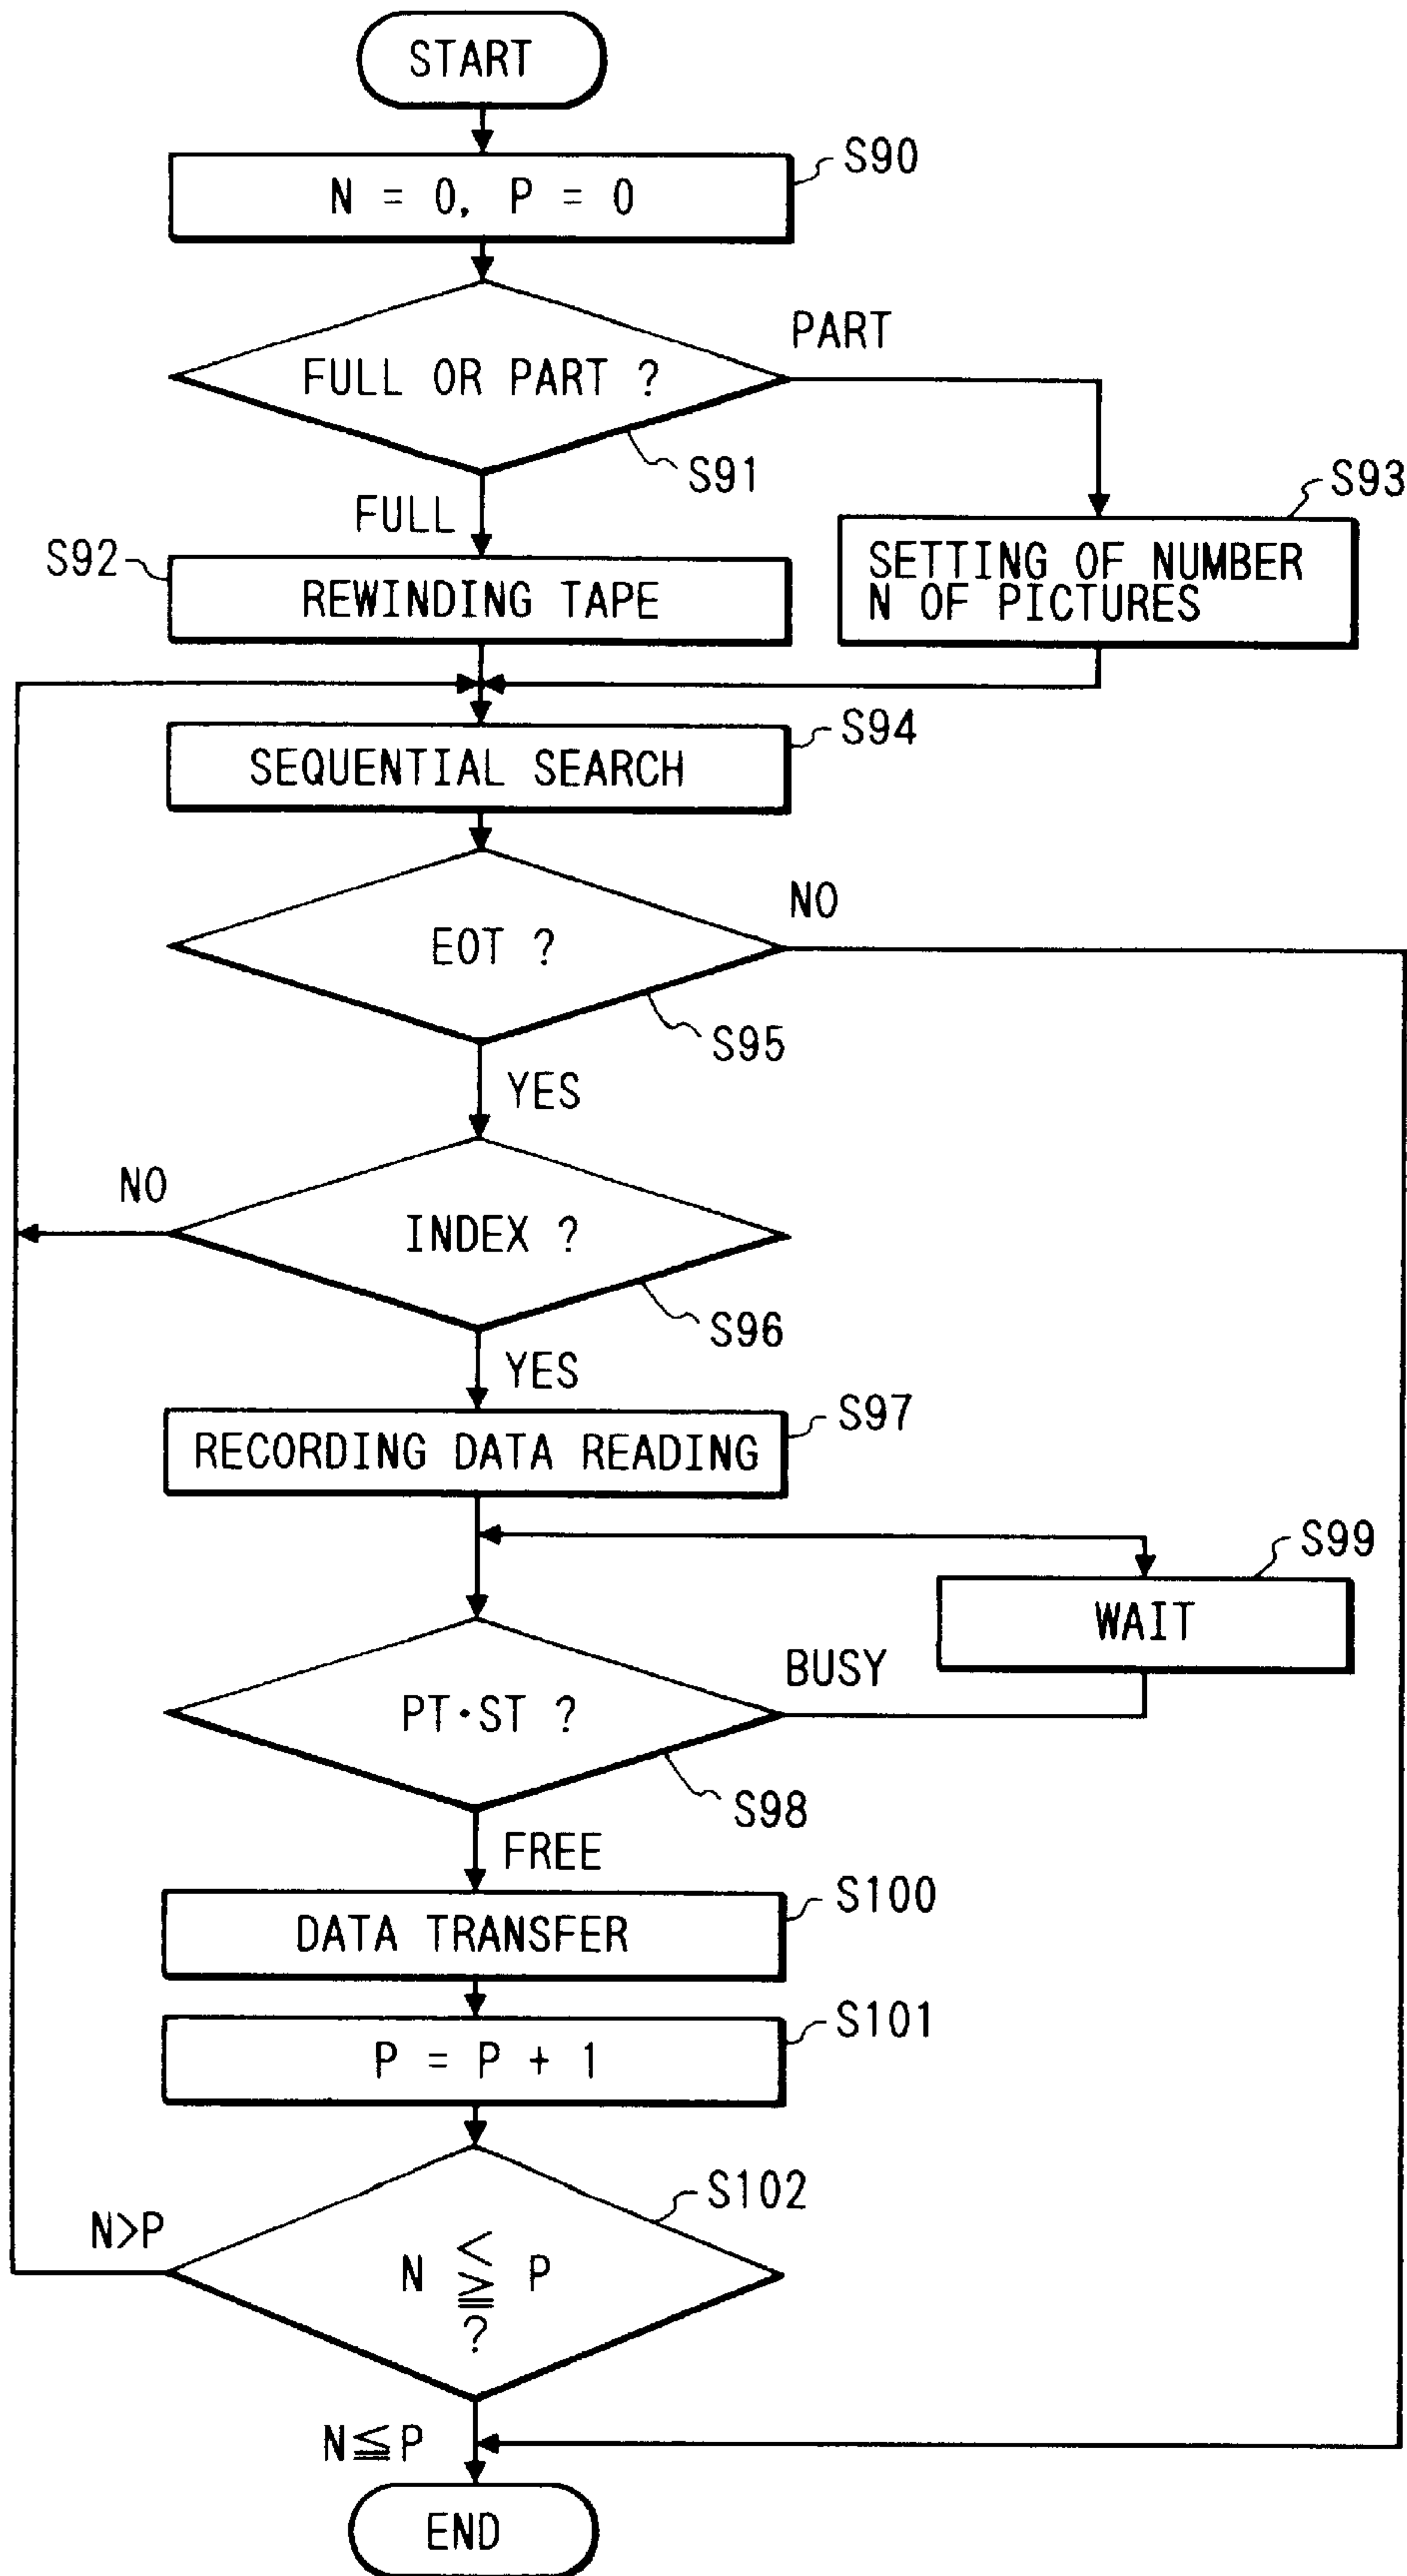 START
S90
N = 0, P = 0
PART
FULL OR PART ?
S91
S93
FULL
S92
SETTING OF NUMBER
N OF PICTURES
REWINDING TAPE
S94
SEQUENTIAL SEARCH
NO
EOT ?
S95
YES
NO
INDEX ?
S96
YES
S97
RECORDING DATA READING
S99
WAIT
BUSY
PT·ST ?
S98
FREE
S100
DATA TRANSFER
S101
P = P + 1
S102
N>P
N ⪋ P
?
N≦P
END